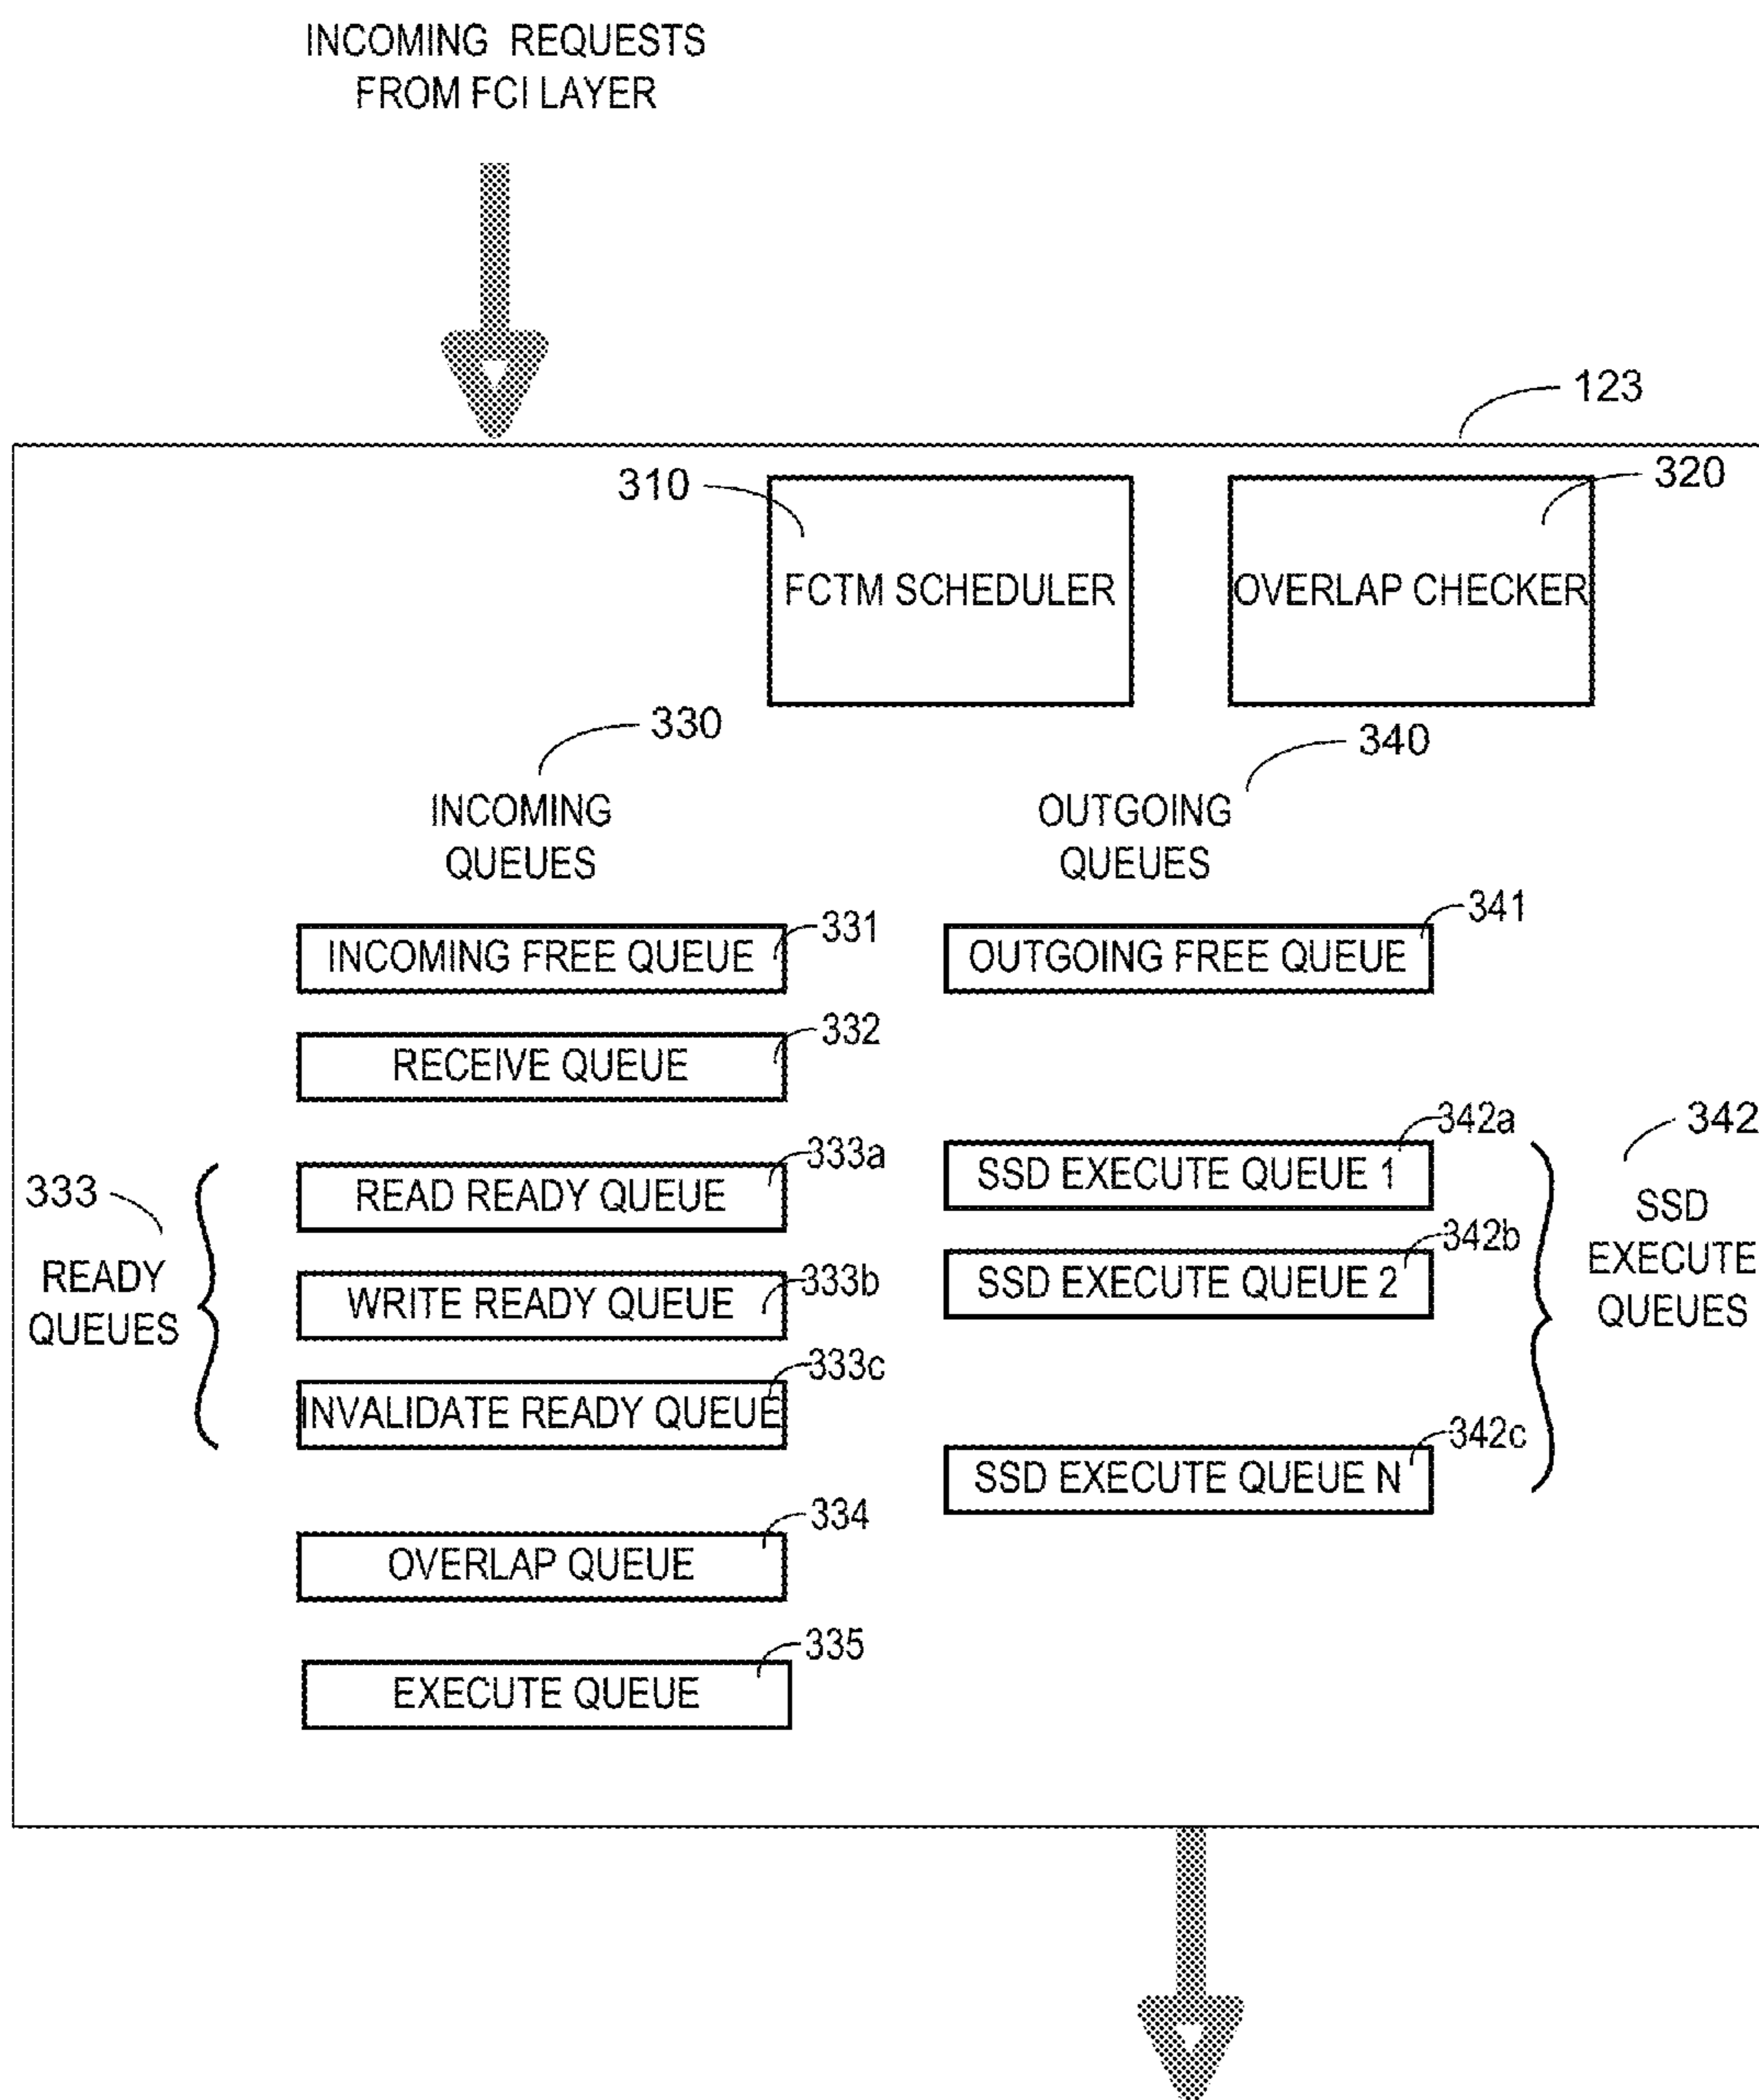 INCOMING REQUESTS
FROM FCI LAYER
123
310
320
FCTM SCHEDULER
OVERLAP CHECKER
330
340
INCOMING
QUEUES
OUTGOING
QUEUES
INCOMING FREE QUEUE
331
OUTGOING FREE QUEUE
341
RECEIVE QUEUE
332
333
READY
QUEUES
READ READY QUEUE
333a
WRITE READY QUEUE
333b
INVALIDATE READY QUEUE
333c
SSD EXECUTE QUEUE 1
342a
SSD EXECUTE QUEUE 2
342b
SSD EXECUTE QUEUE N
342c
342
SSD
EXECUTE
QUEUES
OVERLAP QUEUE
334
EXECUTE QUEUE
335